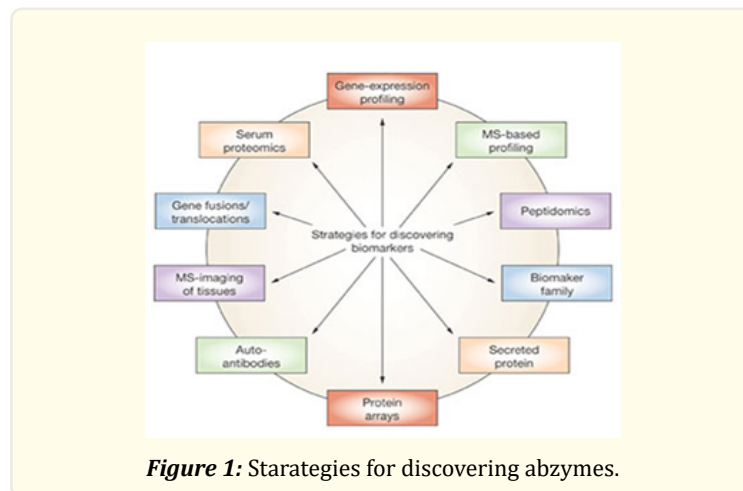 Gene-expression
profiling
Serum
proteomics
MS-based
profiling
Gene fusions/
translocations
Peptidomics
Strategies for discovering
biomarkers
MS-imaging
of tissues
Biomaker
family
Auto-
antibodies
Secreted
protein
Protein
arrays
Figure 1: Starategies for discovering abzymes.